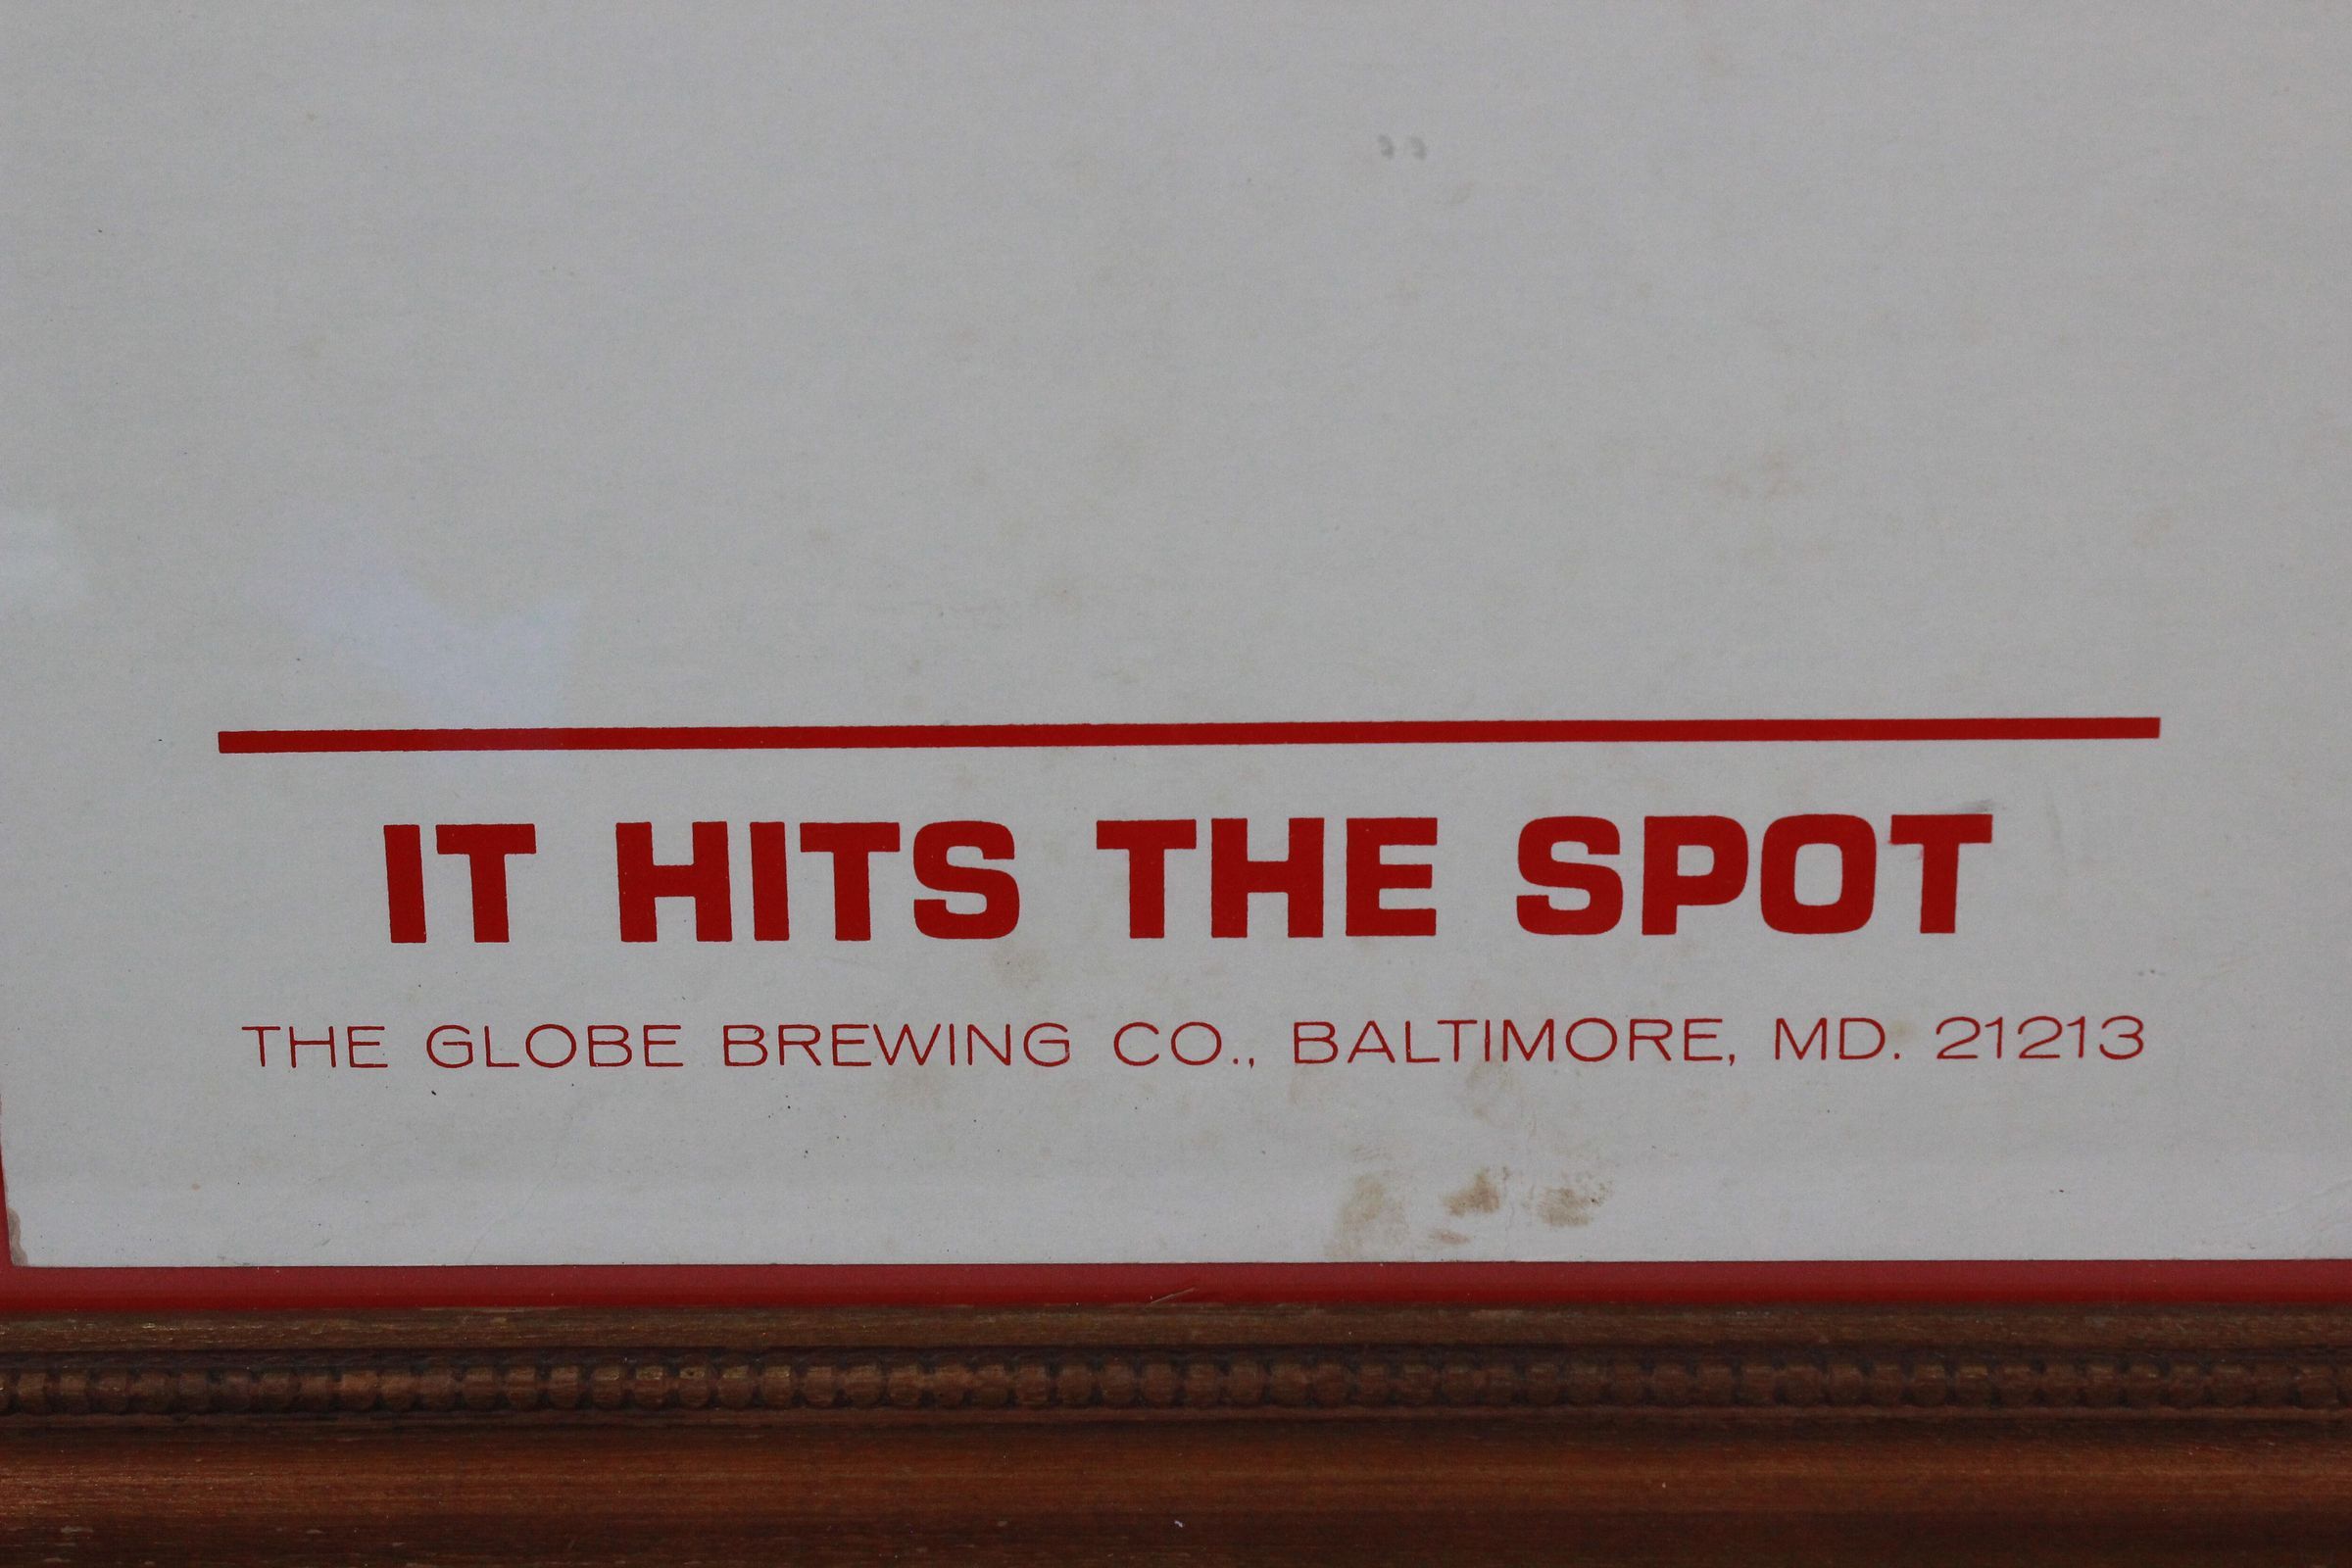 IT HITS THE SPOT
THE GLOBE BREWING CO., BALTIMORE, MD. 21213